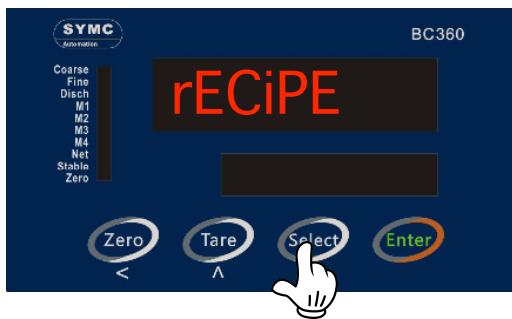 SYMC
Automation
BC360
Coarse
Fine
Disch
M1
M2
M3
M4
Net
Stable
Zero
rECiPE
Zero
Tare
Select
Enter
<
Λ